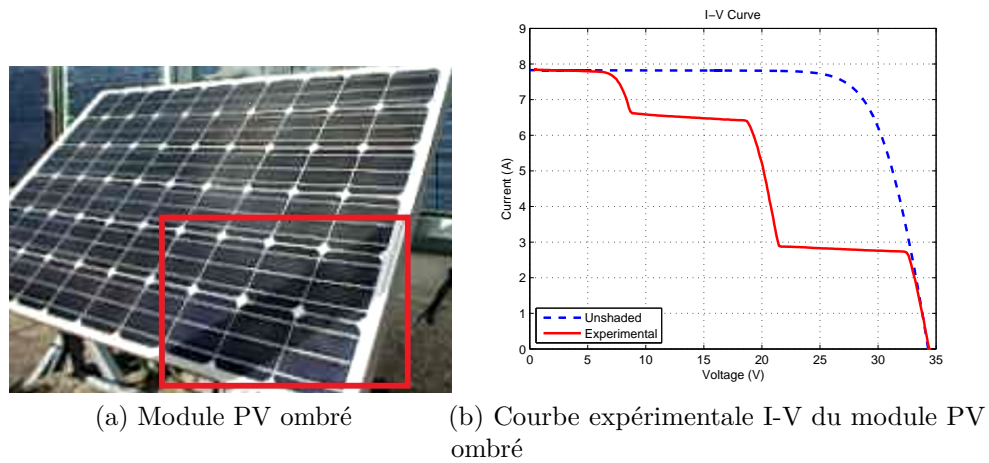 I−V Curve
9
8
7
6
5
4
3
2
1
0
Current (A)
Unshaded
Experimental
0 5 10 15 20 25 30 35
Voltage (V)
(a) Module PV ombré
(b) Courbe expérimentale I-V du module PV
ombré